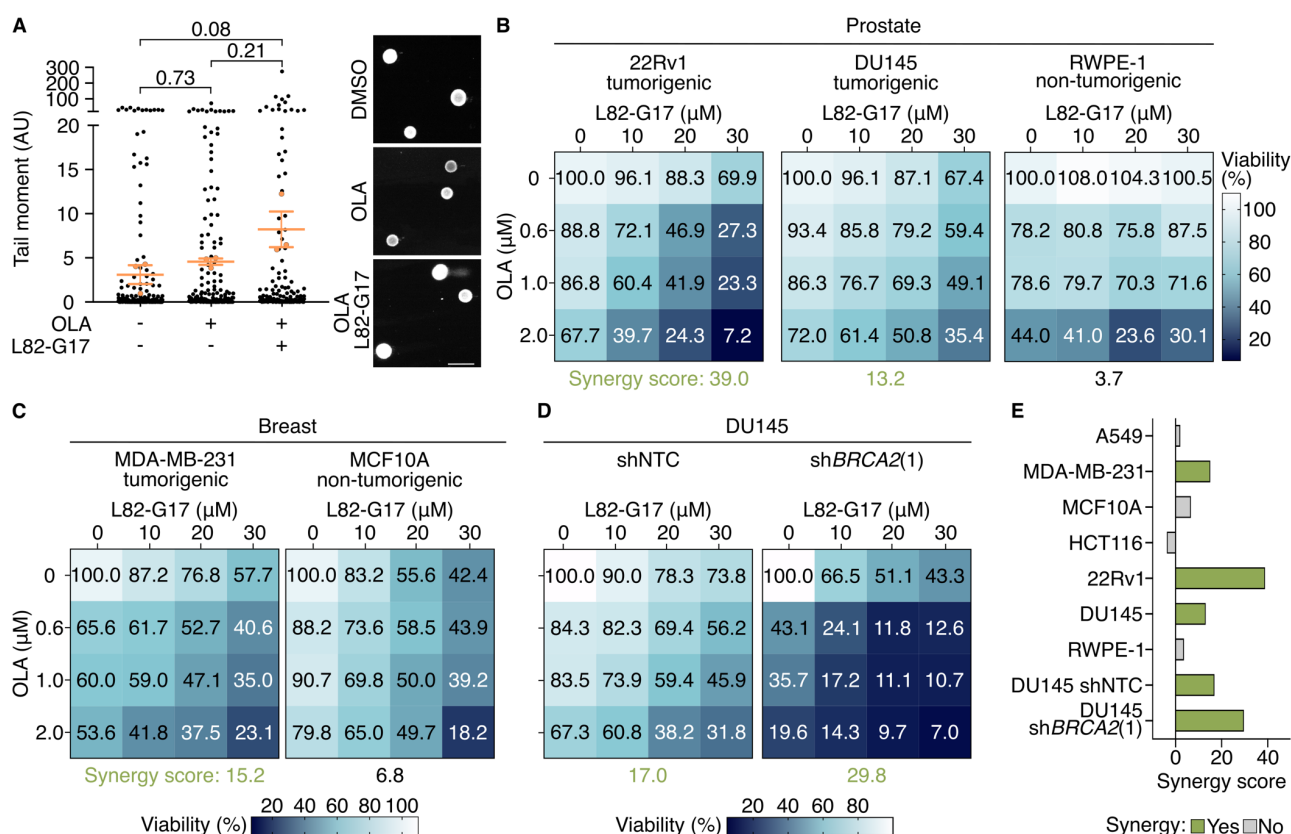 A
0.08
0.21
0.73
300
200
100
20
15
10
5
0
Tail moment (AU)
OLA - + +
L82-G17 - - +
DMSO
OLA
OLA
L82-G17
B
Prostate
22Rv1
tumorigenic
DU145
tumorigenic
RWPE-1
non-tumorigenic
L82-G17 (μM)
L82-G17 (μM)
L82-G17 (μM)
0 10 20 30
0 10 20 30
0 10 20 30
OLA (μM)
0 100.0 96.1 88.3 69.9 100.0 96.1 87.1 67.4 100.0 108.0 104.3 100.5
0.6 88.8 72.1 46.9 27.3 93.4 85.8 79.2 59.4 78.2 80.8 75.8 87.5
1.0 86.8 60.4 41.9 23.3 86.3 76.7 69.3 49.1 78.6 79.7 70.3 71.6
2.0 67.7 39.7 24.3 7.2 72.0 61.4 50.8 35.4 44.0 41.0 23.6 30.1
Synergy score: 39.0 13.2 3.7
Viability
(%)
100
80
60
40
20
C
Breast
MDA-MB-231
tumorigenic
MCF10A
non-tumorigenic
L82-G17 (μM)
L82-G17 (μM)
0 10 20 30
0 10 20 30
OLA (μM)
0 100.0 87.2 76.8 57.7 100.0 83.2 55.6 42.4
0.6 65.6 61.7 52.7 40.6 88.2 73.6 58.5 43.9
1.0 60.0 59.0 47.1 35.0 90.7 69.8 50.0 39.2
2.0 53.6 41.8 37.5 23.1 79.8 65.0 49.7 18.2
Synergy score: 15.2 6.8
20 40 60 80 100
Viability (%)
D
DU145
shNTC
shBRCA2(1)
L82-G17 (μM)
L82-G17 (μM)
0 10 20 30
0 10 20 30
100.0 90.0 78.3 73.8 100.0 66.5 51.1 43.3
84.3 82.3 69.4 56.2 43.1 24.1 11.8 12.6
83.5 73.9 59.4 45.9 35.7 17.2 11.1 10.7
67.3 60.8 38.2 31.8 19.6 14.3 9.7 7.0
17.0 29.8
20 40 60 80
Viability (%)
E
A549
MDA-MB-231
MCF10A
HCT116
22Rv1
DU145
RWPE-1
DU145 shNTC
DU145
shBRCA2(1)
0 20 40
Synergy score
Synergy: Yes No